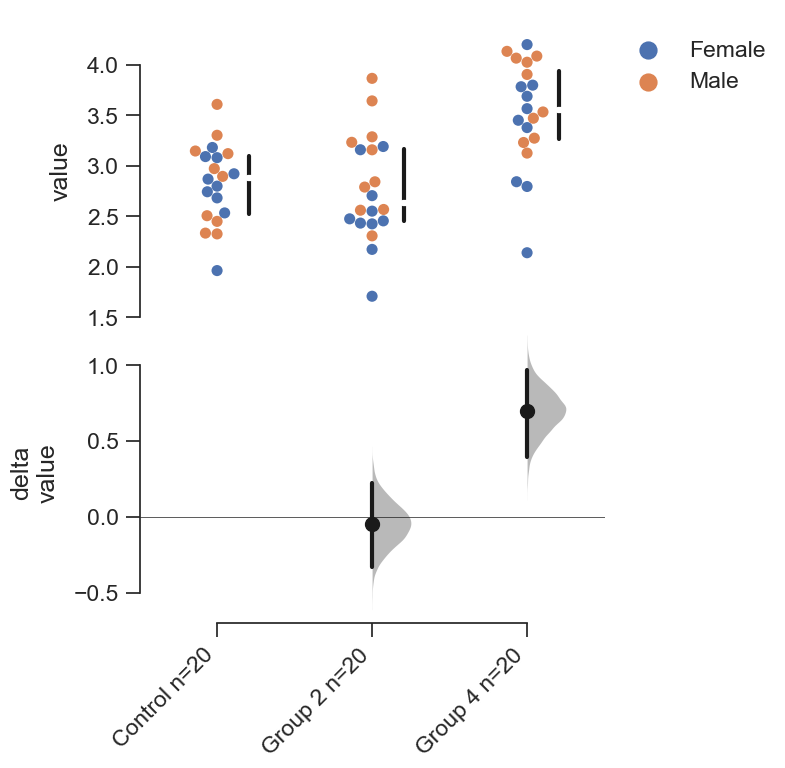 Female
Male
value
4.0
3.5
3.0
2.5
2.0
1.5
delta
value
1.0
0.5
0.0
−0.5
Control n=20
Group 2 n=20
Group 4 n=20